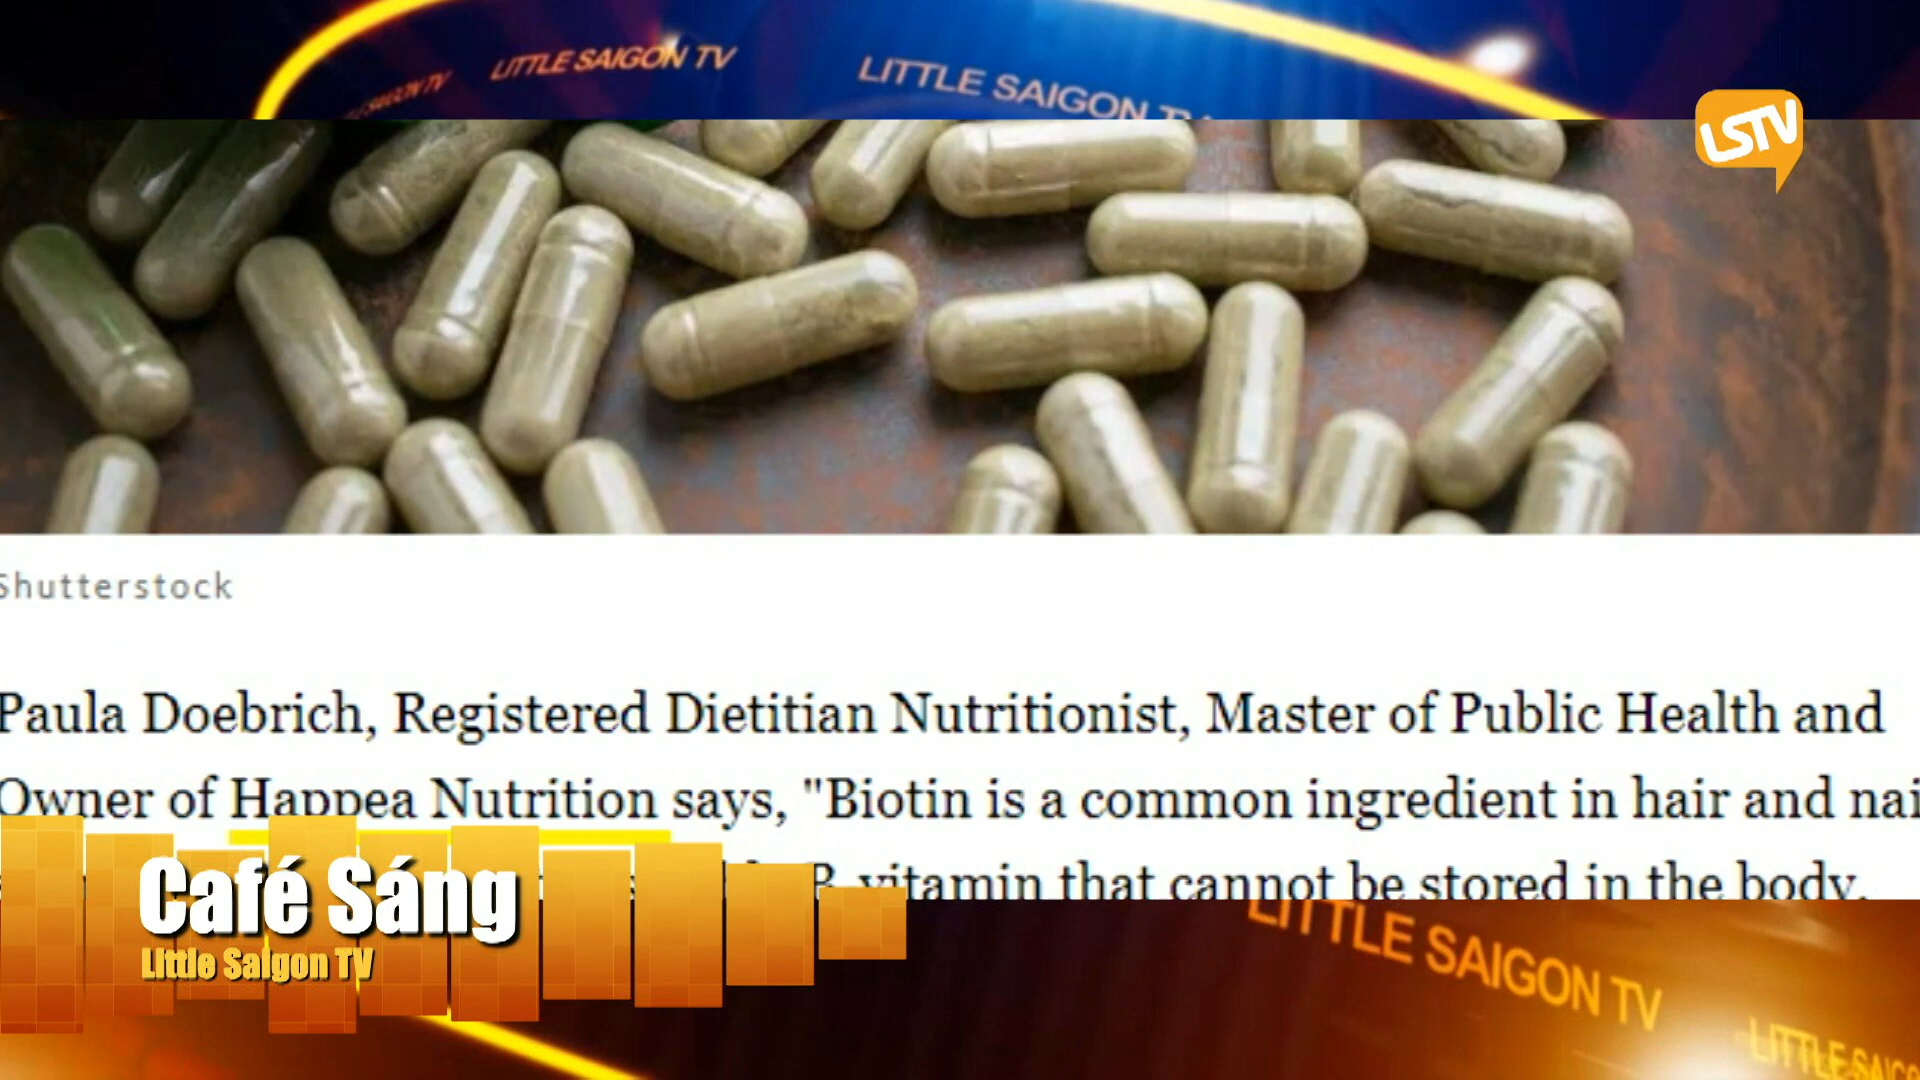 LITTLE SAIGON TV
LITTLE SAIGON TV
LSTV
Shutterstock
Paula Doebrich, Registered Dietitian Nutritionist, Master of Public Health and
Owner of Happea Nutrition says, "Biotin is a common ingredient in hair and nai
B vitamin that cannot be stored in the body.
Café Sáng
Little Saigon TV
LITTLE SAIGON TV
LITTLE SAIGO